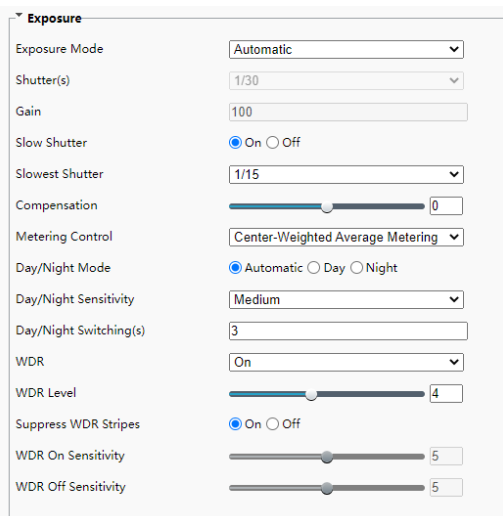 Exposure
Exposure Mode Automatic
Shutter(s) 1/30
Gain 100
Slow Shutter On Off
Slowest Shutter 1/15
Compensation 0
Metering Control Center-Weighted Average Metering
Day/Night Mode Automatic Day Night
Day/Night Sensitivity Medium
Day/Night Switching(s) 3
WDR On
WDR Level 4
Suppress WDR Stripes On Off
WDR On Sensitivity 5
WDR Off Sensitivity 5